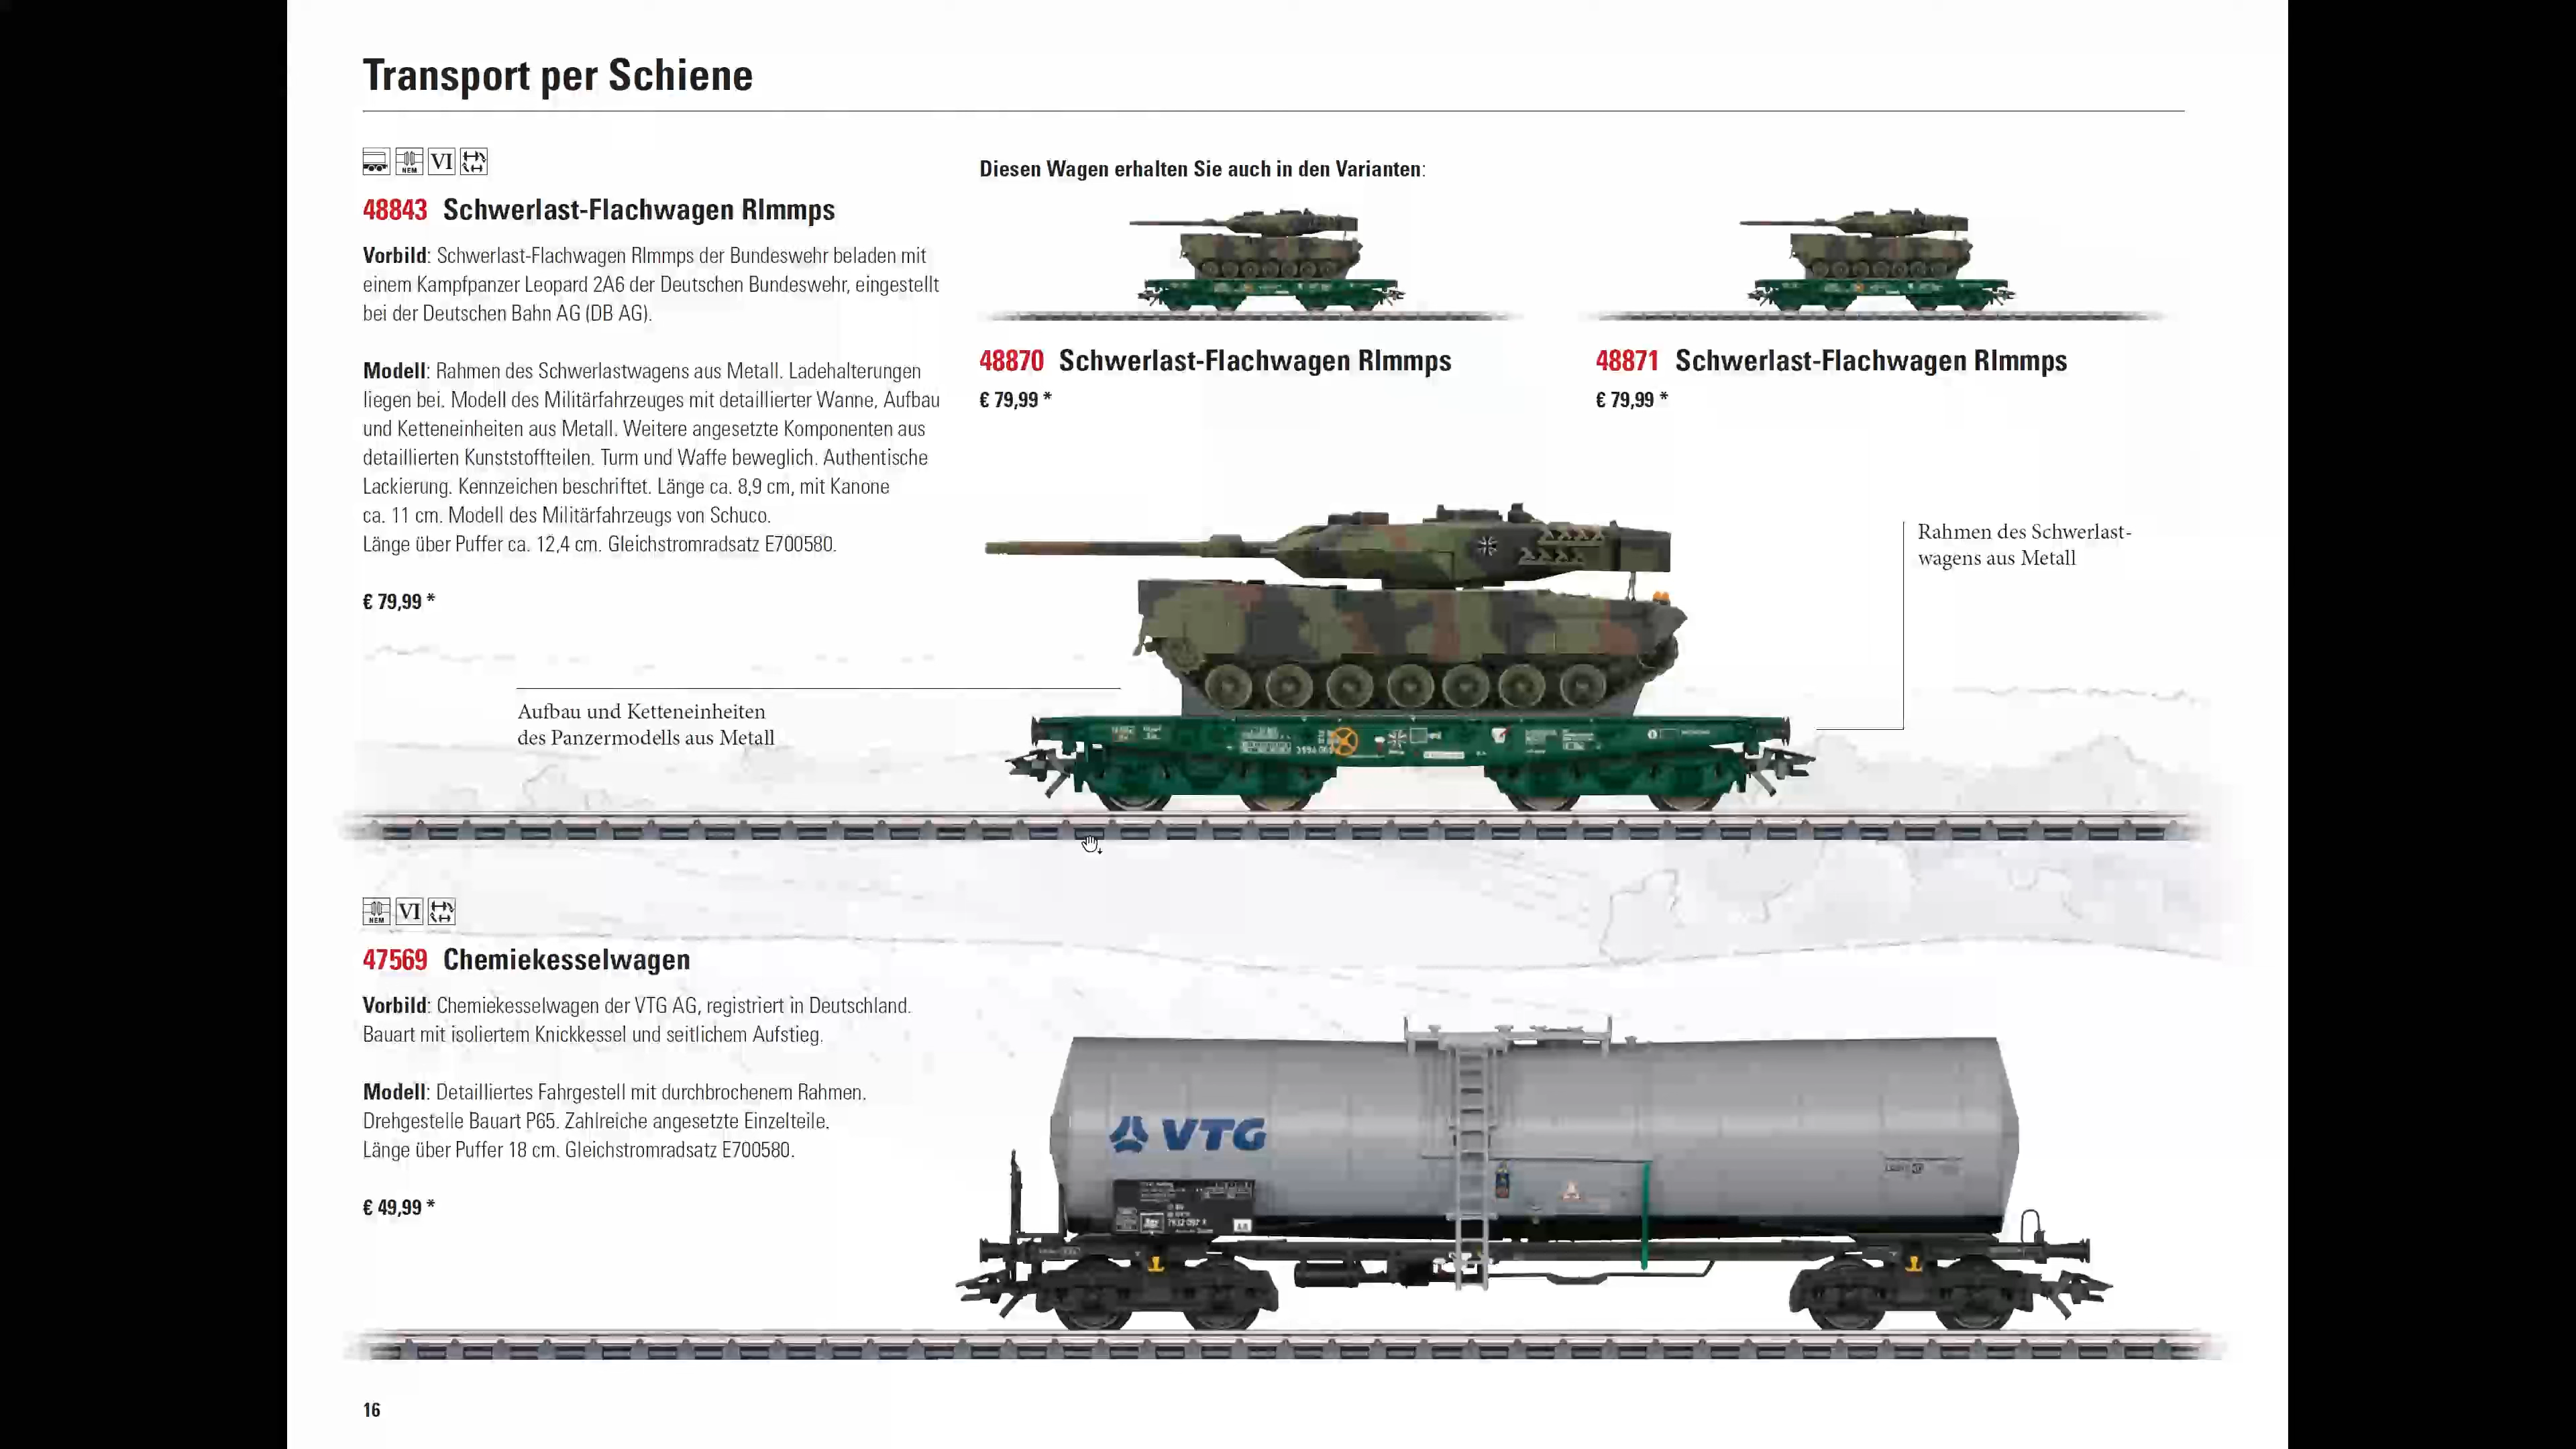 Transport per Schiene
NEM VI
48843 Schwerlast-Flachwagen Rlmmps
Vorbild: Schwerlast-Flachwagen Rlmmps der Bundeswehr beladen mit
einem Kampfpanzer Leopard 2A6 der Deutschen Bundeswehr, eingestellt
bei der Deutschen Bahn AG (DB AG).
Modell: Rahmen des Schwerlastwagens aus Metall. Ladehalterungen
liegen bei. Modell des Militärfahrzeuges mit detaillierter Wanne, Aufbau
und Ketteneinheiten aus Metall. Weitere angesetzte Komponenten aus
detaillierten Kunststoffteilen. Turm und Waffe beweglich. Authentische
Lackierung. Kennzeichen beschriftet. Länge ca. 8,9 cm, mit Kanone
ca. 11 cm. Modell des Militärfahrzeugs von Schuco.
Länge über Puffer ca. 12,4 cm. Gleichstromradsatz E700580.
€ 79,99 *
Diesen Wagen erhalten Sie auch in den Varianten:
48870 Schwerlast-Flachwagen Rlmmps
€ 79,99 *
48871 Schwerlast-Flachwagen Rlmmps
€ 79,99 *
Rahmen des Schwerlast-
wagens aus Metall
Aufbau und Ketteneinheiten
des Panzermodells aus Metall
NEM VI
47569 Chemiekesselwagen
Vorbild: Chemiekesselwagen der VTG AG, registriert in Deutschland.
Bauart mit isoliertem Knickkessel und seitlichem Aufstieg.
Modell: Detailliertes Fahrgestell mit durchbrochenem Rahmen.
Drehgestelle Bauart P65. Zahlreiche angesetzte Einzelteile.
Länge über Puffer 18 cm. Gleichstromradsatz E700580.
€ 49,99 *
VTG
16